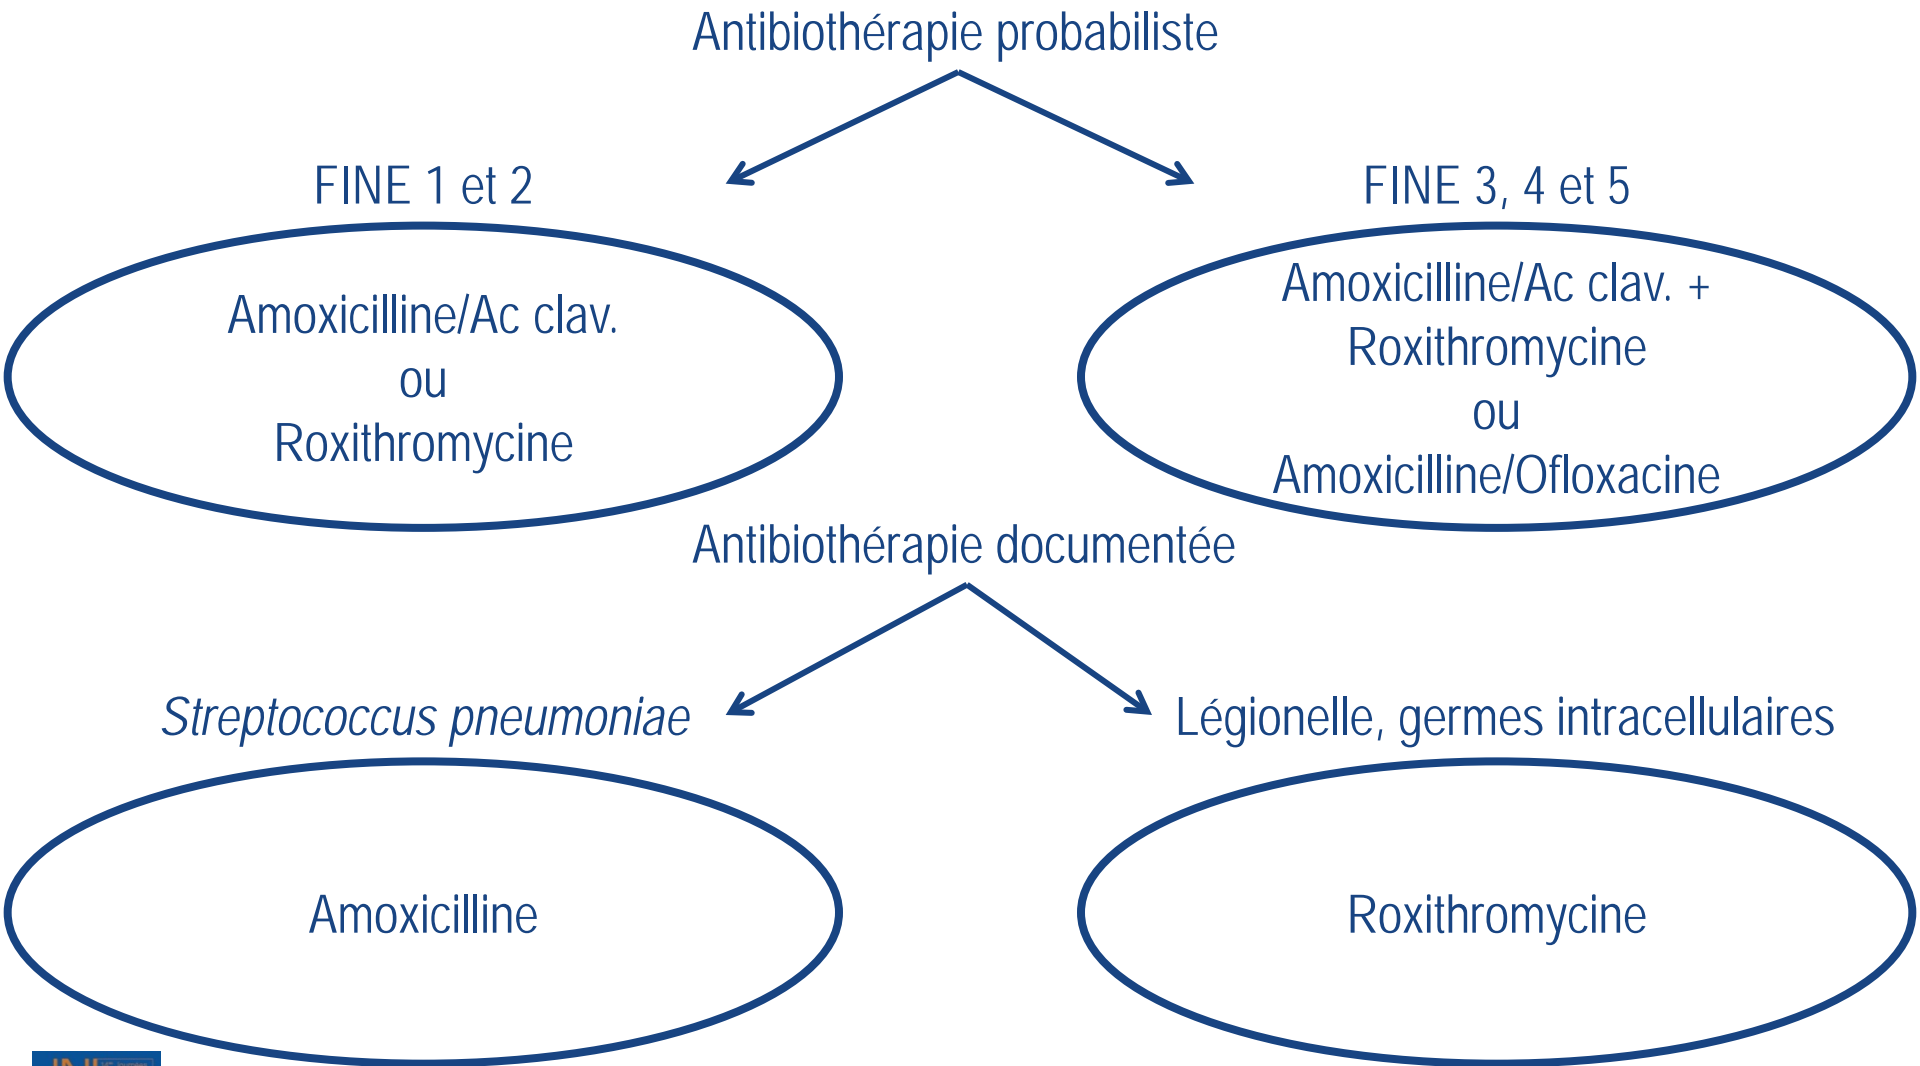 Antibiothérapie probabiliste
FINE 1 et 2
Amoxicilline/Ac clav.
ou
Roxithromycine
FINE 3, 4 et 5
Amoxicilline/Ac clav. +
Roxithromycine
ou
Amoxicilline/Ofloxacine
Antibiothérapie documentée
Streptococcus pneumoniae
Amoxicilline
Légionelle, germes intracellulaires
Roxithromycine